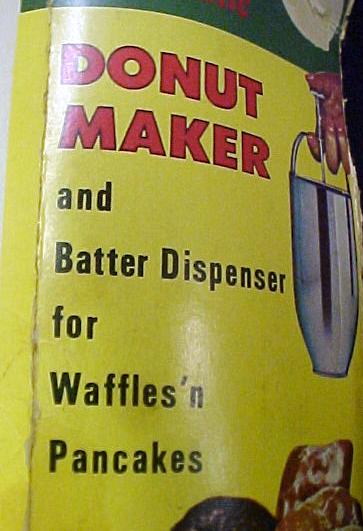 DONUT
MAKER
and
Batter Dispenser
for
Waffles'n
Pancakes